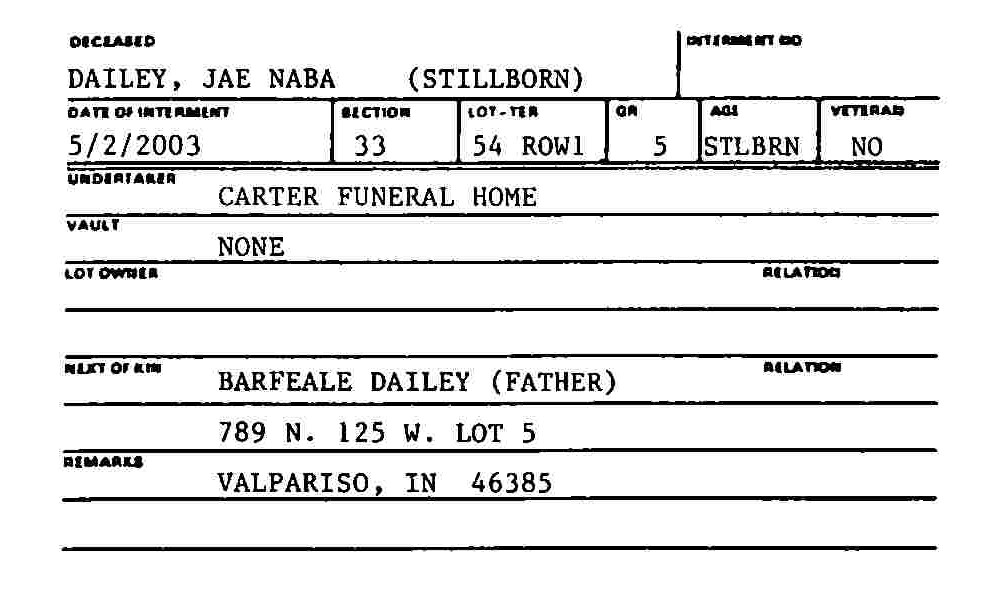 DECEASED INTERMENT NO
DAILEY, JAE NABA (STILLBORN)
DATE OF INTERMENT SECTION LOT-TER GR AGE VETERAN
5/2/2003 33 54 ROW1 5 STLBRN NO
UNDERTAKER
CARTER FUNERAL HOME
VAULT
NONE
LOT OWNER RELATION
NEXT OF KIN RELATION
BARFEALE DAILEY (FATHER)
789 N. 125 W. LOT 5
REMARKS
VALPARISO, IN 46385